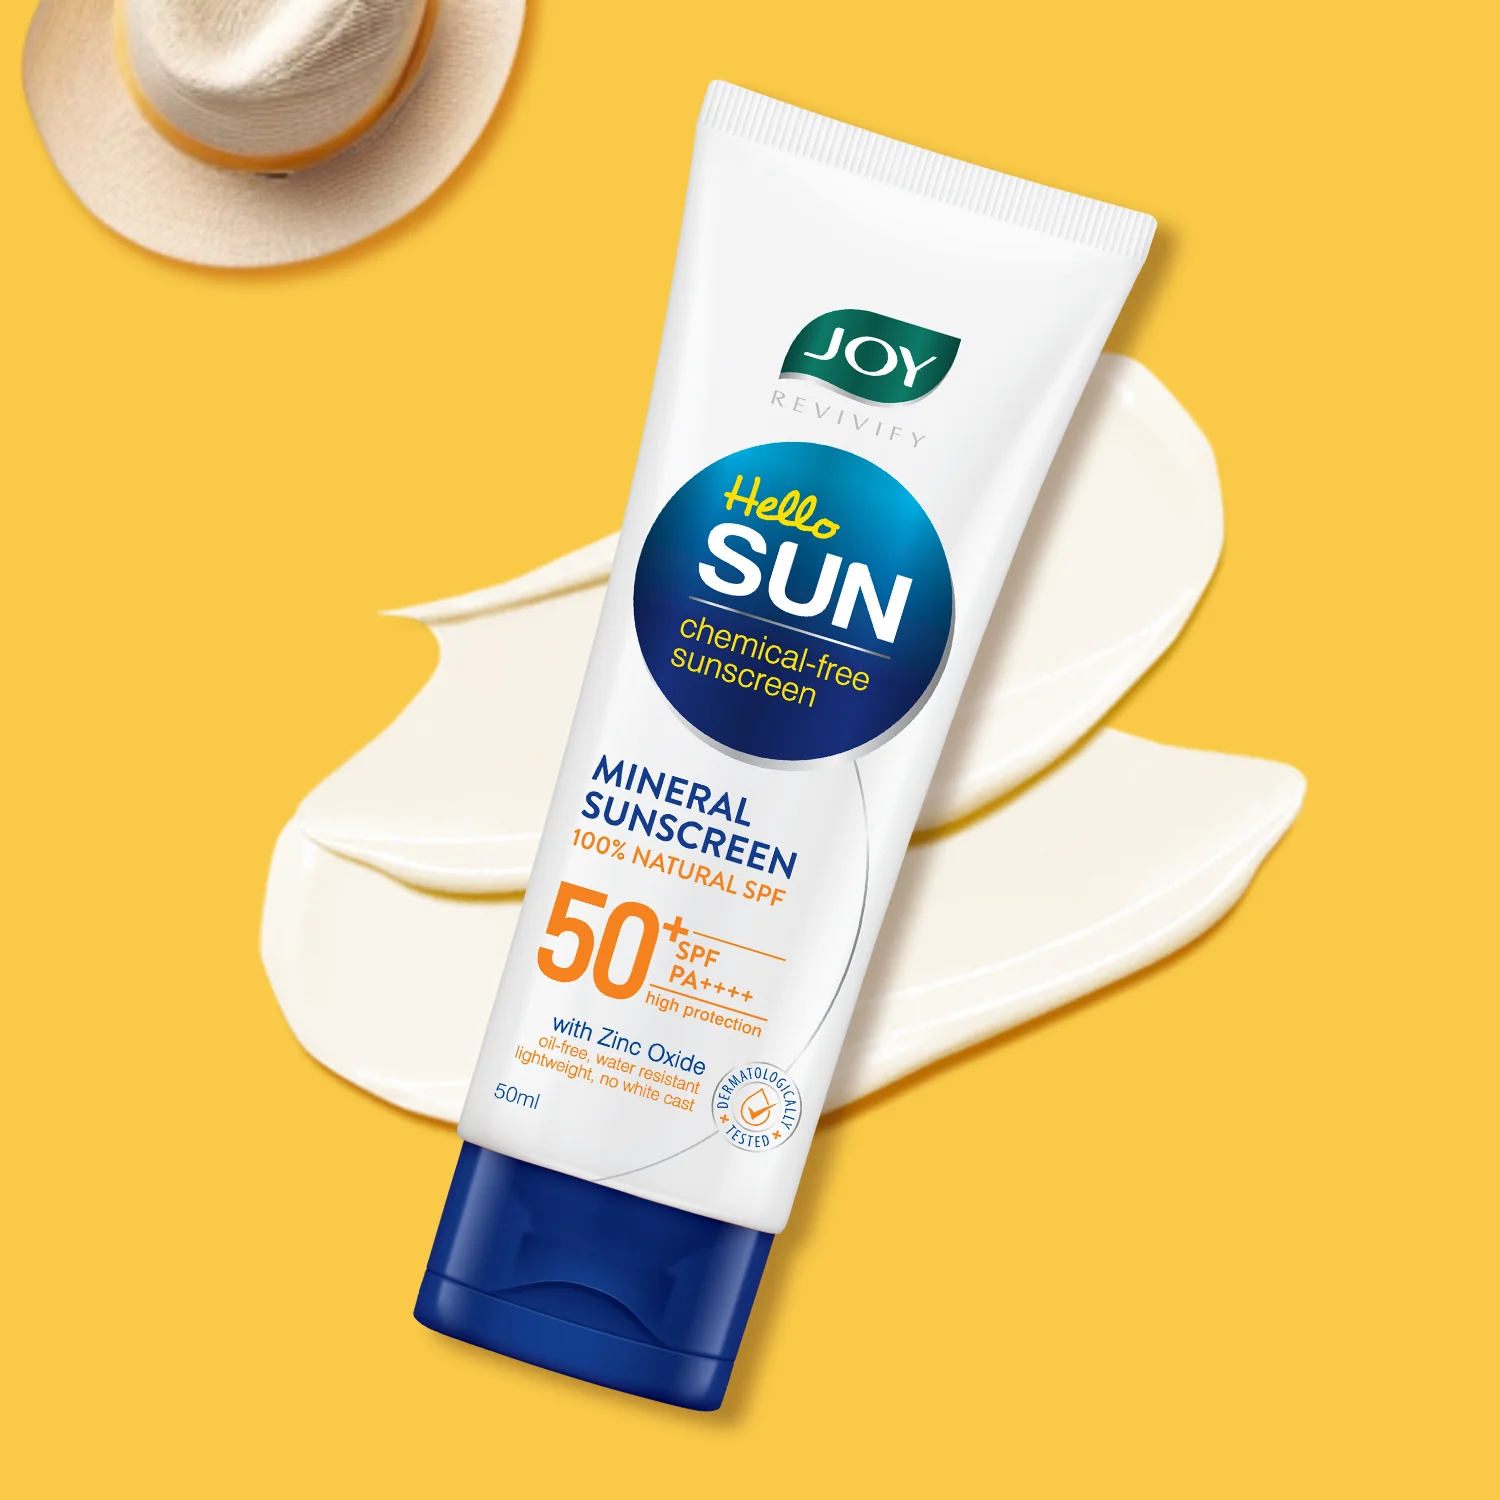 JOY
REVIVIFY
Hello
SUN
chemical-free
sunscreen
MINERAL
SUNSCREEN
100% NATURAL SPF
50+
SPF
PA++++
high protection
with Zinc Oxide
oil-free, water resistant
lightweight, no white cast
50ml
DERMATOLOGICALLY
TESTED